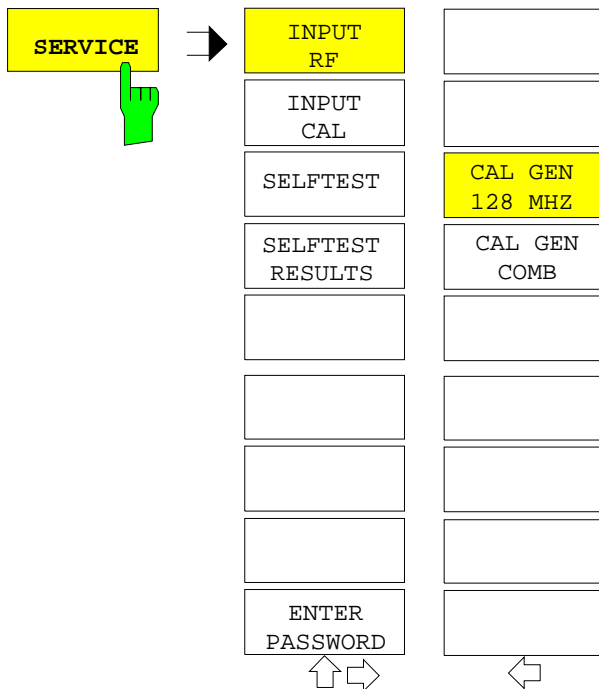 SERVICE
INPUT
RF
INPUT
CAL
SELFTEST
SELFTEST
RESULTS
ENTER
PASSWORD
CAL GEN
128 MHZ
CAL GEN
COMB